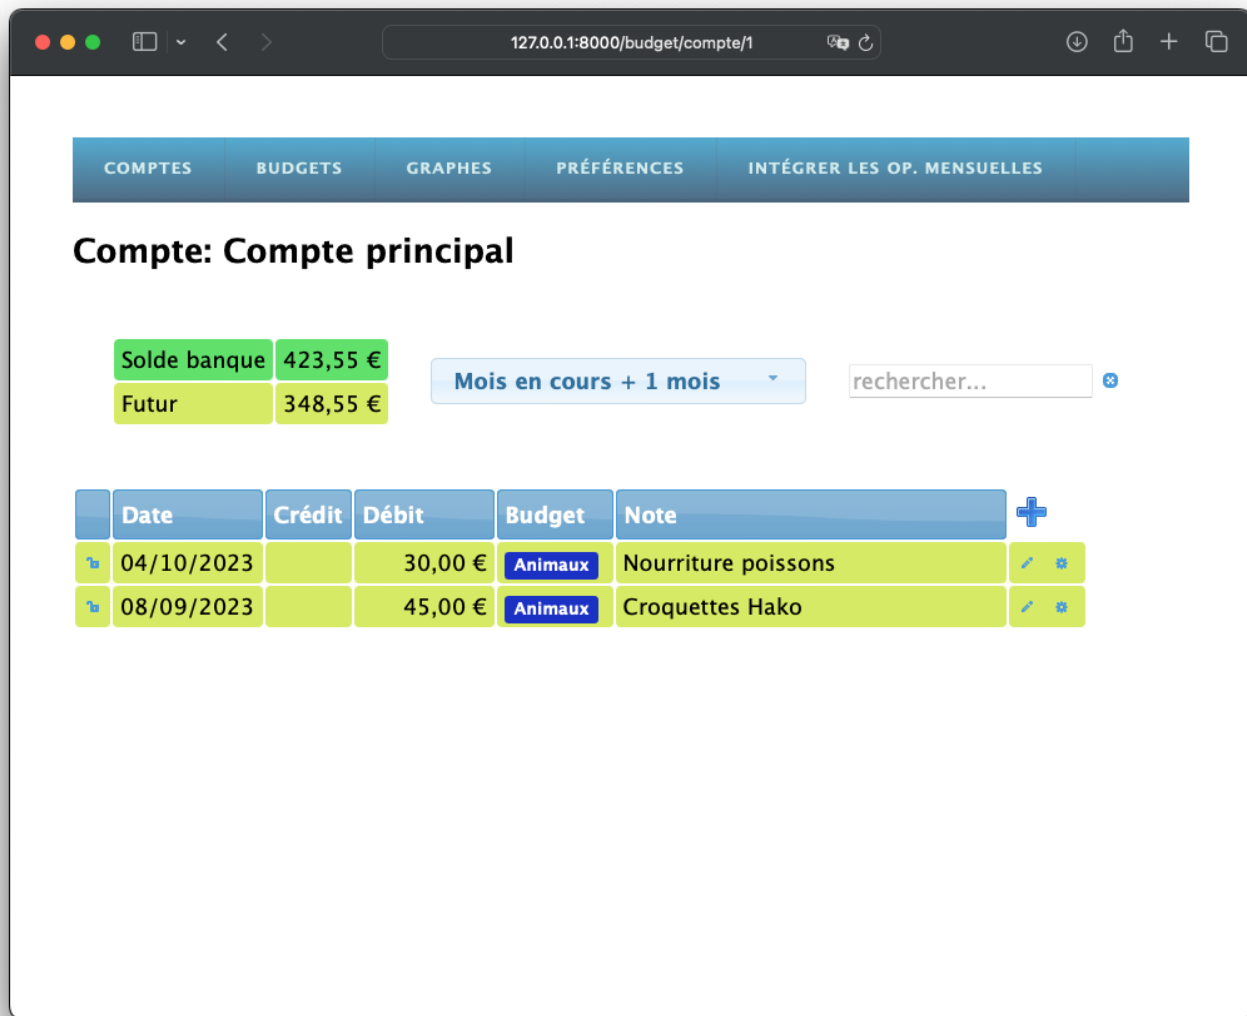 127.0.0.1:8000/budget/compte/1
COMPTES BUDGETS GRAPHES PRÉFÉRENCES INTÉGRER LES OP. MENSUELLES
Compte: Compte principal
Solde banque 423,55 €
Futur 348,55 €
Mois en cours + 1 mois
rechercher...
Date Crédit Débit Budget Note
04/10/2023 30,00 € Animaux Nourriture poissons
08/09/2023 45,00 € Animaux Croquettes Hako